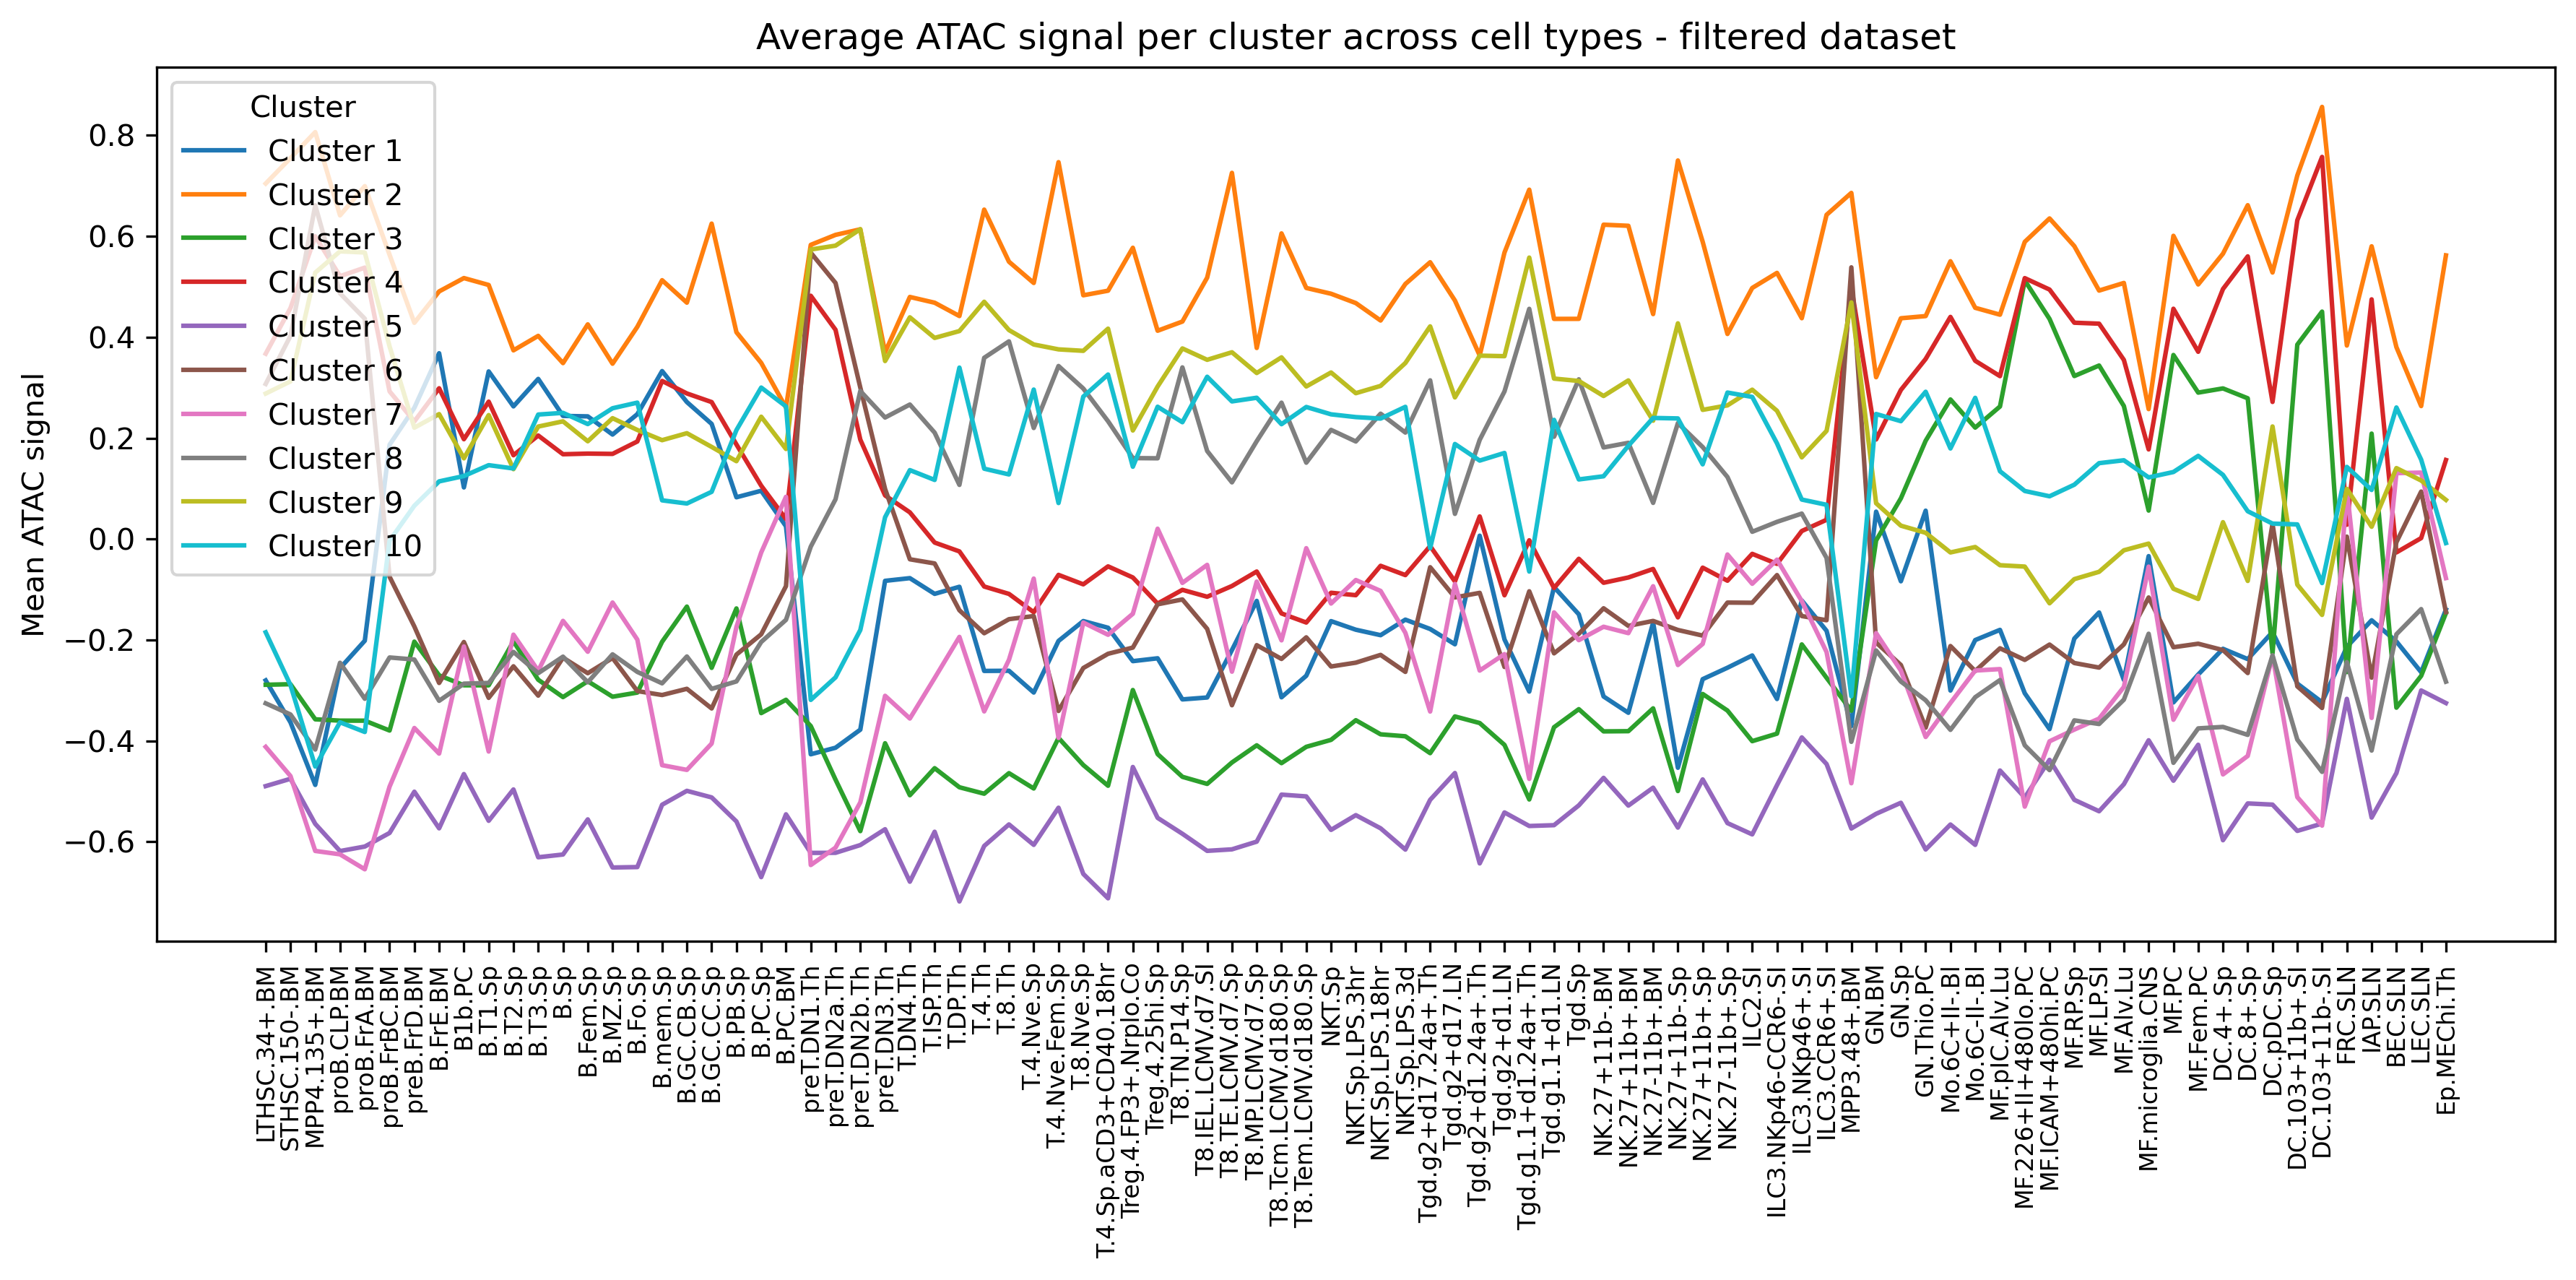 Average ATAC signal per cluster across cell types - filtered dataset
Cluster
Cluster 1
Cluster 2
Cluster 3
Cluster 4
Cluster 5
Cluster 6
Cluster 7
Cluster 8
Cluster 9
Cluster 10
Mean ATAC signal
0.8
0.6
0.4
0.2
0.0
−0.2
−0.4
−0.6
LTHSC.34+.BM
STHSC.150-.BM
MPP4.135+.BM
proB.CLP.BM
proB.FrA.BM
proB.FrBC.BM
preB.FrD.BM
B.FrE.BM
B1b.PC
B.T1.Sp
B.T2.Sp
B.T3.Sp
B.Sp
B.Fem.Sp
B.MZ.Sp
B.Fo.Sp
B.mem.Sp
B.GC.CB.Sp
B.GC.CC.Sp
B.PB.Sp
B.PC.Sp
B.PC.BM
preT.DN1.Th
preT.DN2a.Th
preT.DN2b.Th
preT.DN3.Th
T.DN4.Th
T.ISP.Th
T.DP.Th
T.4.Th
T.8.Th
T.4.Nve.Sp
T.4.Nve.Fem.Sp
T.8.Nve.Sp
T.4.Sp.aCD3+CD40.18hr
Treg.4.FP3+.Nrplo.Co
Treg.4.25hi.Sp
T8.TN.P14.Sp
T8.IEL.LCMV.d7.SI
T8.TE.LCMV.d7.Sp
T8.MP.LCMV.d7.Sp
T8.Tcm.LCMV.d180.Sp
T8.Tem.LCMV.d180.Sp
NKT.Sp
NKT.Sp.LPS.3hr
NKT.Sp.LPS.18hr
NKT.Sp.LPS.3d
Tgd.g2+d17.24a+.Th
Tgd.g2+d17.LN
Tgd.g2+d1.24a+.Th
Tgd.g2+d1.LN
Tgd.g1.1+d1.24a+.Th
Tgd.g1.1+d1.LN
Tgd.Sp
NK.27+11b-.BM
NK.27+11b+.BM
NK.27-11b+.BM
NK.27+11b-.Sp
NK.27+11b+.Sp
NK.27-11b+.Sp
ILC2.SI
ILC3.NKp46-CCR6-.SI
ILC3.NKp46+.SI
ILC3.CCR6+.SI
MPP3.48+.BM
GN.BM
GN.Sp
GN.Thio.PC
Mo.6C+II-.Bl
Mo.6C-II-.Bl
MF.pIC.Alv.Lu
MF.226+II+480lo.PC
MF.ICAM+480hi.PC
MF.RP.Sp
MF.LP.SI
MF.Alv.Lu
MF.microglia.CNS
MF.PC
MF.Fem.PC
DC.4+.Sp
DC.8+.Sp
DC.pDC.Sp
DC.103+11b+.SI
DC.103+11b-.SI
FRC.SLN
IAP.SLN
BEC.SLN
LEC.SLN
Ep.MEChi.Th